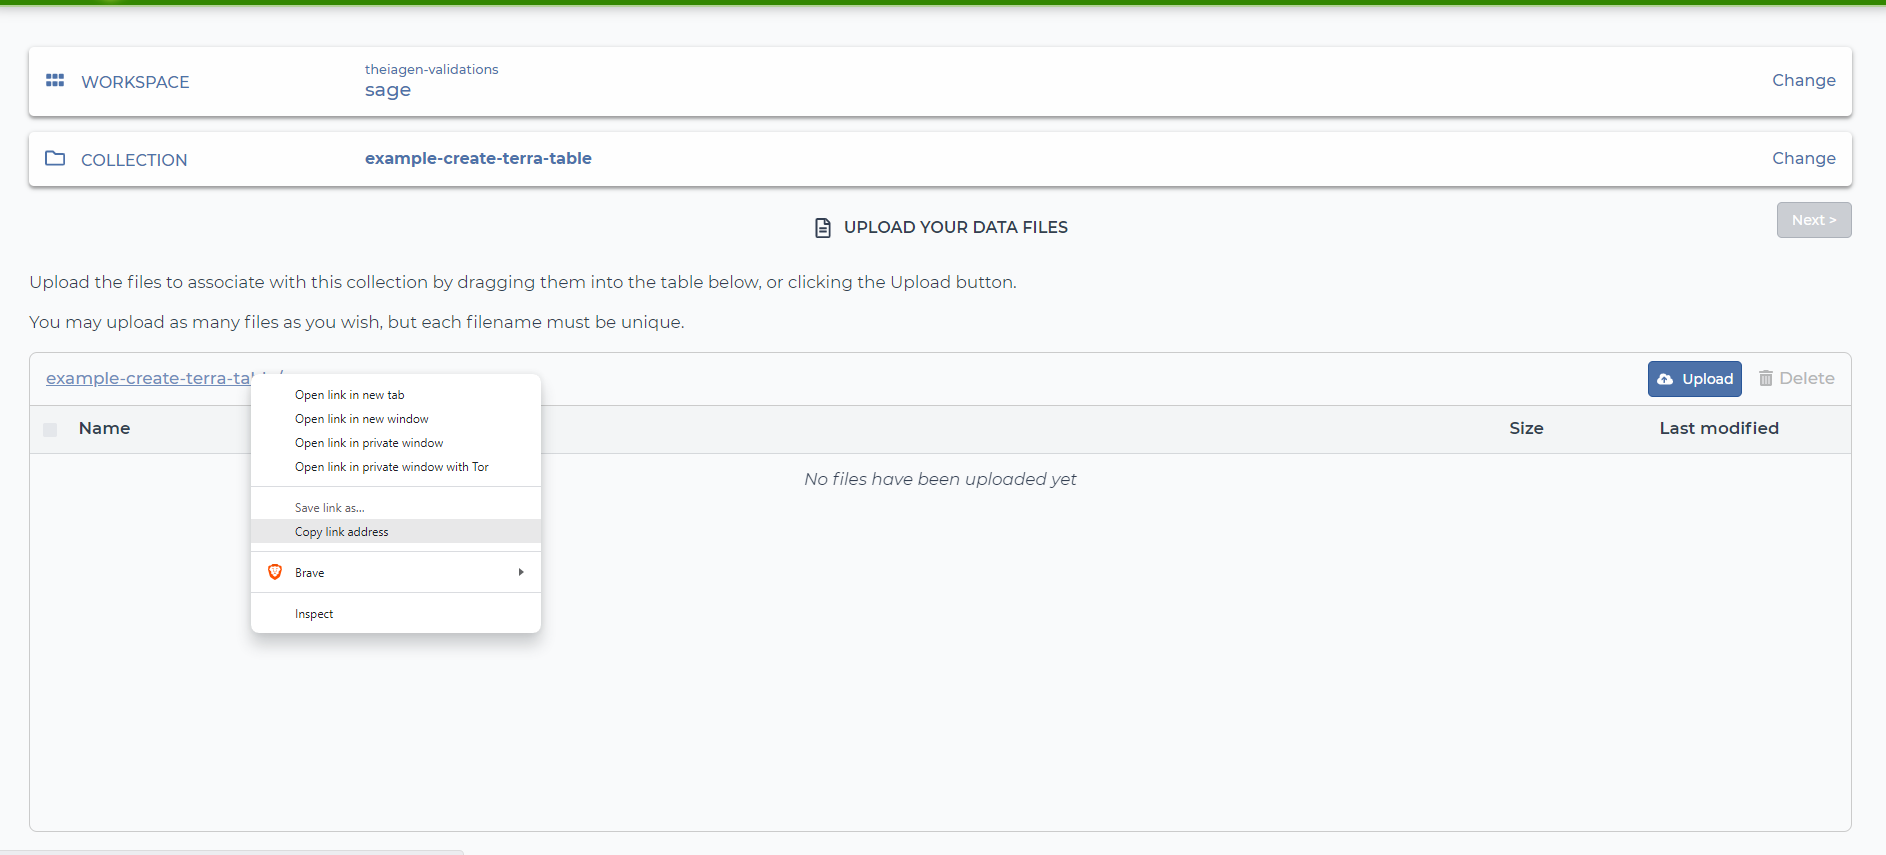 WORKSPACE
theiagen-validations
sage
Change
COLLECTION
example-create-terra-table
Change
UPLOAD YOUR DATA FILES
Next >
Upload the files to associate with this collection by dragging them into the table below, or clicking the Upload button.
You may upload as many files as you wish, but each filename must be unique.
example-create-terra-table /
Upload
Delete
Name
Size
Last modified
No files have been uploaded yet
Open link in new tab
Open link in new window
Open link in private window
Open link in private window with Tor
Save link as...
Copy link address
Brave
Inspect